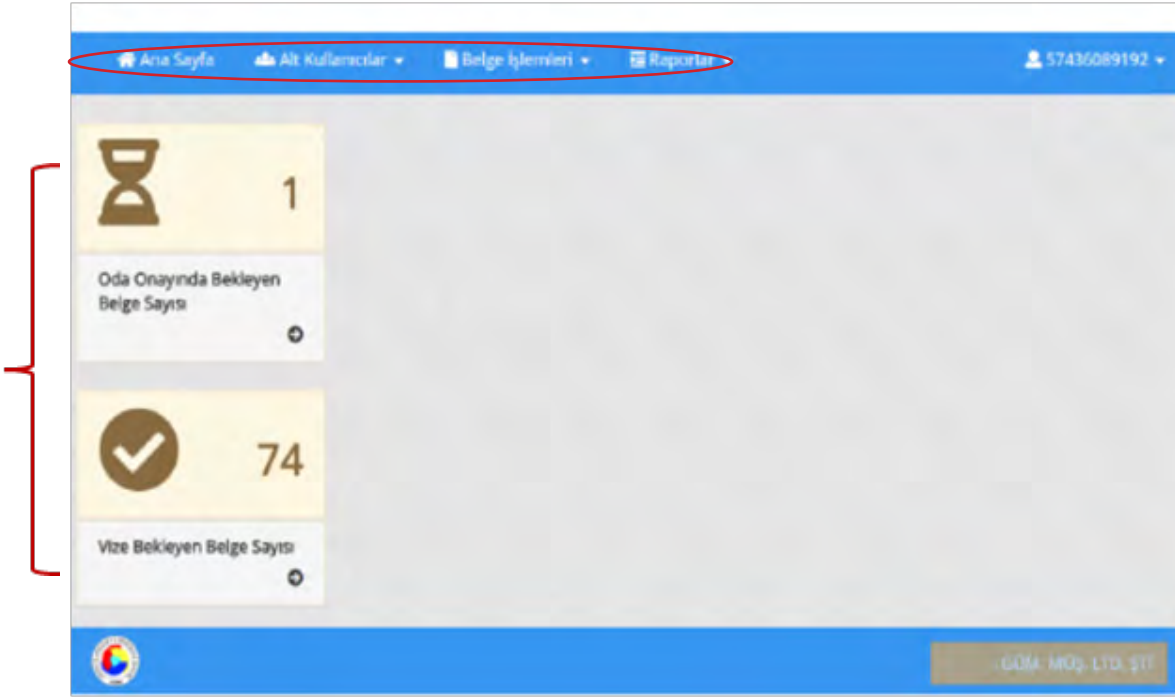 Ana Sayfa Alt Kullanıcılar Belge İşlemleri Raporlar 57436089192
1
Oda Onayında Bekleyen
Belge Sayısı
74
Vize Bekleyen Belge Sayısı
GÜM. MÜŞ. LTD. ŞTİ